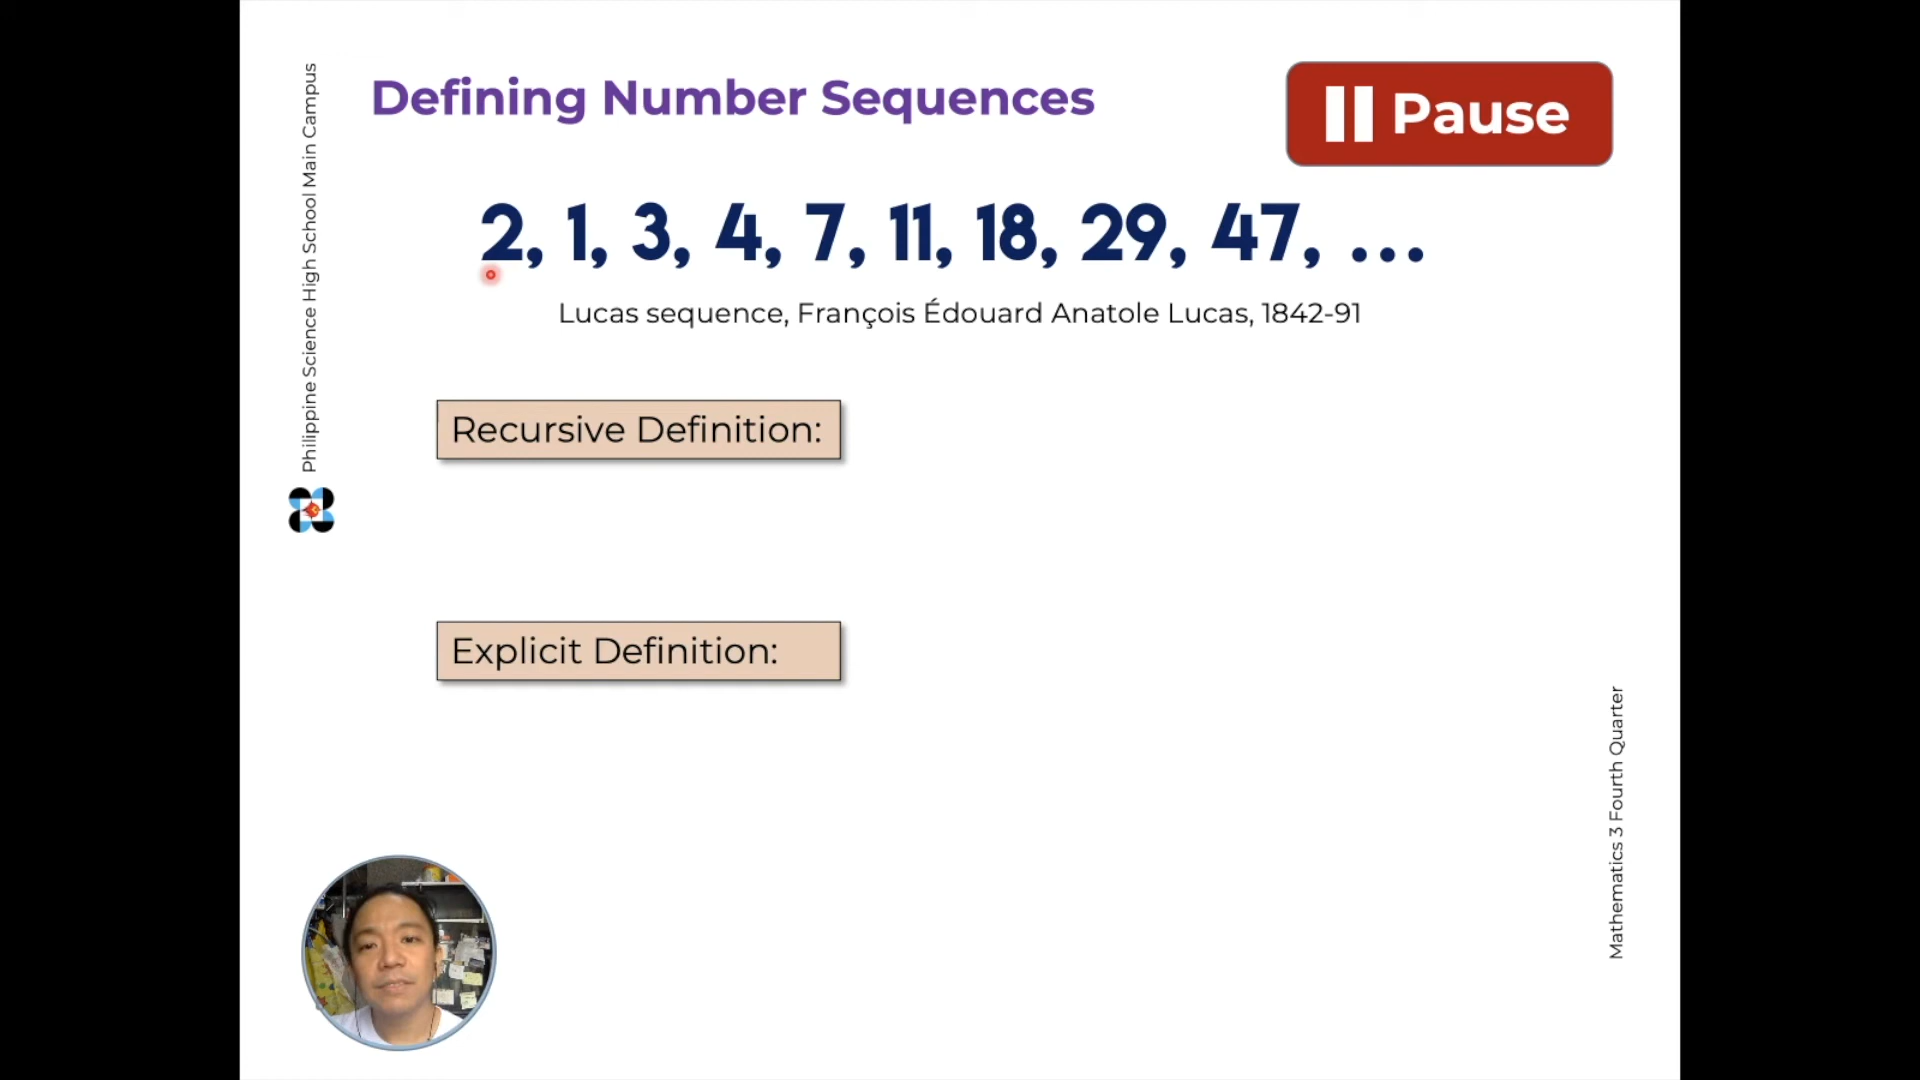 Philippine Science High School Main Campus
Defining Number Sequences
Pause
2, 1, 3, 4, 7, 11, 18, 29, 47, ...
Lucas sequence, François Édouard Anatole Lucas, 1842-91
Recursive Definition:
Explicit Definition:
Mathematics 3 Fourth Quarter